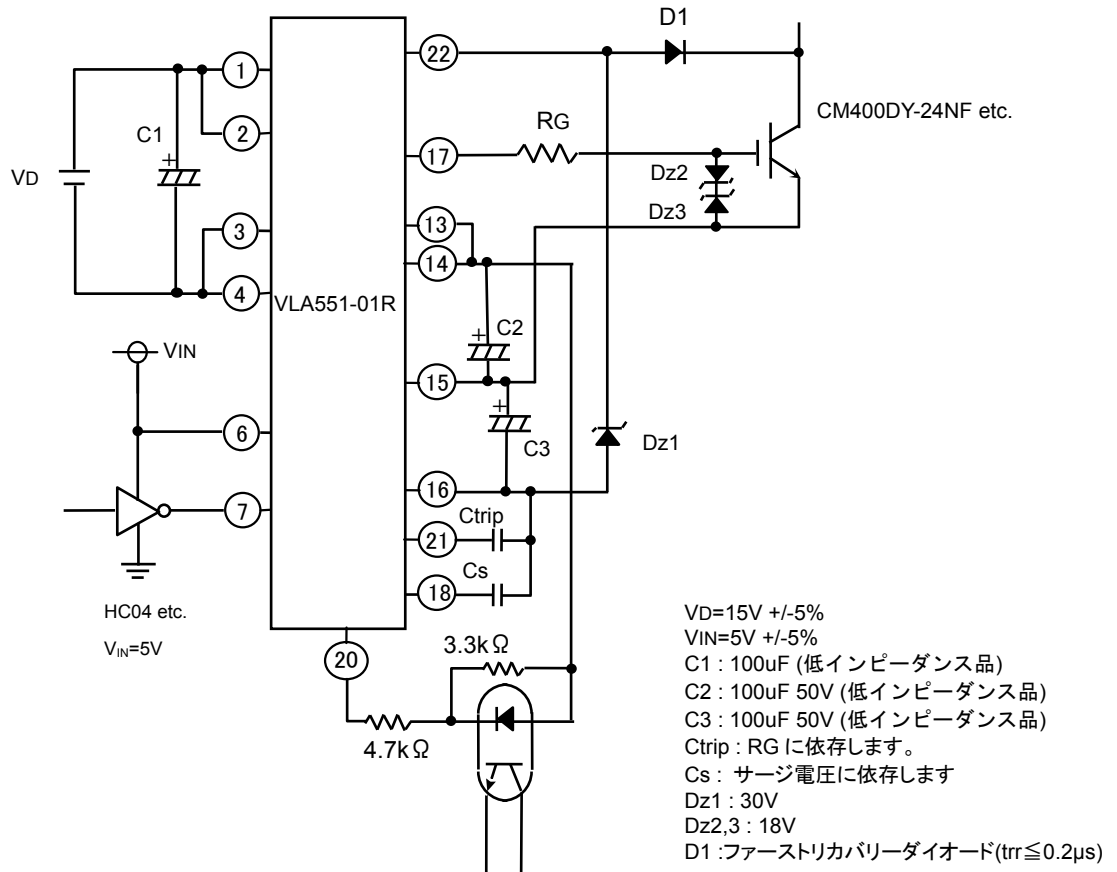 D1
22
1
CM400DY-24NF etc.
RG
C1
2
17
+
Dz2
VD
Dz3
3
13
14
4
VLA551-01R
C2
+
VIN
15
+
C3
Dz1
6
16
Ctrip
7
21
Cs
18
HC04 etc.
VIN=5V
20
3.3kΩ
4.7kΩ
VD=15V +/-5%
VIN=5V +/-5%
C1 : 100uF (低インピーダンス品)
C2 : 100uF 50V (低インピーダンス品)
C3 : 100uF 50V (低インピーダンス品)
Ctrip : RG に依存します。
Cs : サージ電圧に依存します
Dz1 : 30V
Dz2,3 : 18V
D1 :ファーストリカバリーダイオード(trr≦0.2μs)